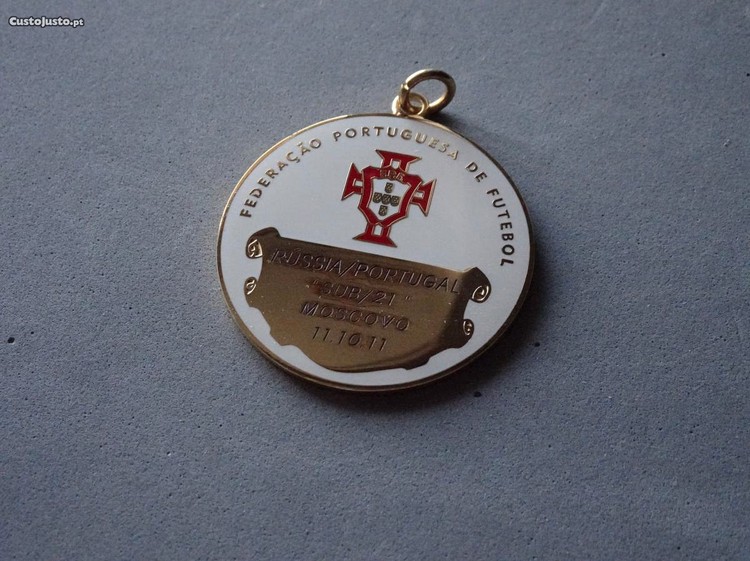 CustoJusto.pt
FEDERAÇÃO PORTUGUESA DE FUTEBOL
RUSSIA/PORTUGAL
"SUB/21"
MOSCOVO
11.10.11